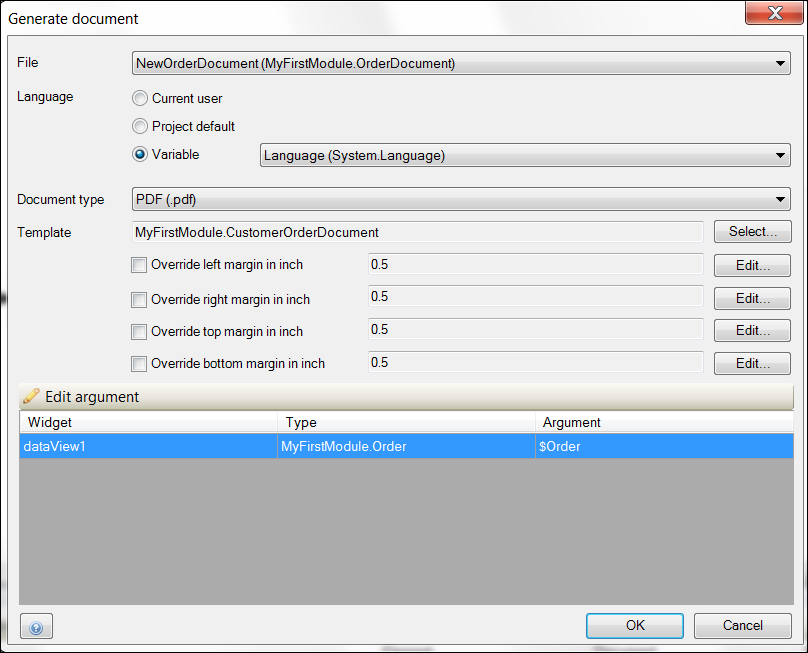 Generate document
File
NewOrderDocument (MyFirstModule.OrderDocument)
Language
Current user
Project default
Variable
Language (System.Language)
Document type
PDF (.pdf)
Template
MyFirstModule.CustomerOrderDocument
Select...
Override left margin in inch
0.5
Edit...
Override right margin in inch
0.5
Edit...
Override top margin in inch
0.5
Edit...
Override bottom margin in inch
0.5
Edit...
Edit argument
Widget Type Argument
dataView1 MyFirstModule.Order $Order
?
OK
Cancel